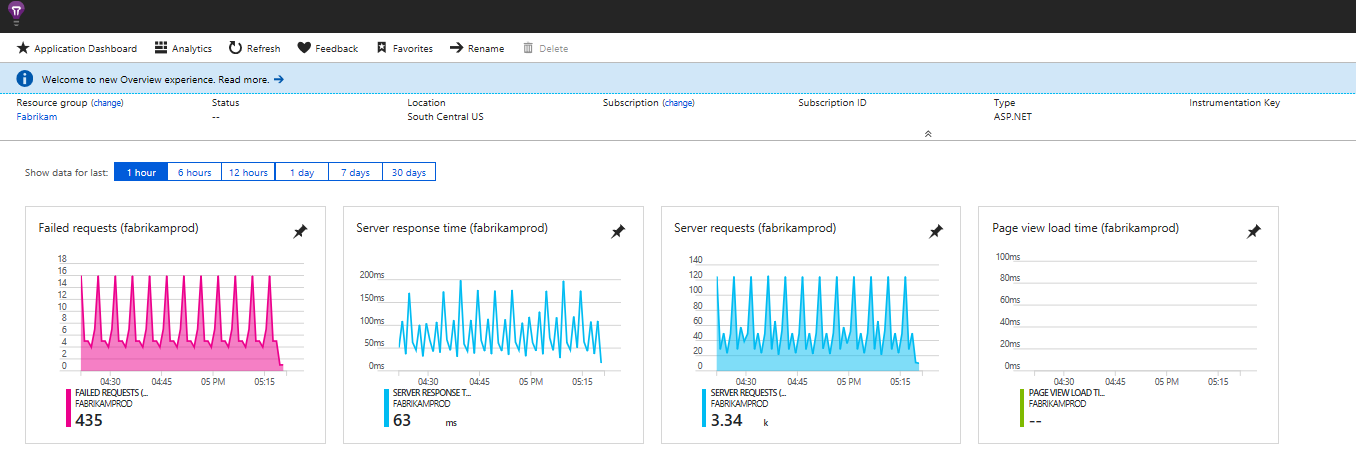 Application Dashboard Analytics Refresh Feedback Favorites Rename Delete
Welcome to new Overview experience. Read more. →
Resource group (change) Status Location Subscription (change) Subscription ID Type Instrumentation Key
Fabrikam -- South Central US ASP.NET
Show data for last: 1 hour 6 hours 12 hours 1 day 7 days 30 days
Failed requests (fabrikamprod)
18
16
14
12
10
8
6
4
2
0
04:30 04:45 05 PM 05:15
FAILED REQUESTS (...
FABRIKAMPROD
435
Server response time (fabrikamprod)
200ms
150ms
100ms
50ms
0ms
04:30 04:45 05 PM 05:15
SERVER RESPONSE T...
FABRIKAMPROD
63 ms
Server requests (fabrikamprod)
140
120
100
80
60
40
20
0
04:30 04:45 05 PM 05:15
SERVER REQUESTS (...
FABRIKAMPROD
3.34 k
Page view load time (fabrikamprod)
100ms
80ms
60ms
40ms
20ms
0ms
04:30 04:45 05 PM 05:15
PAGE VIEW LOAD TI...
FABRIKAMPROD
--